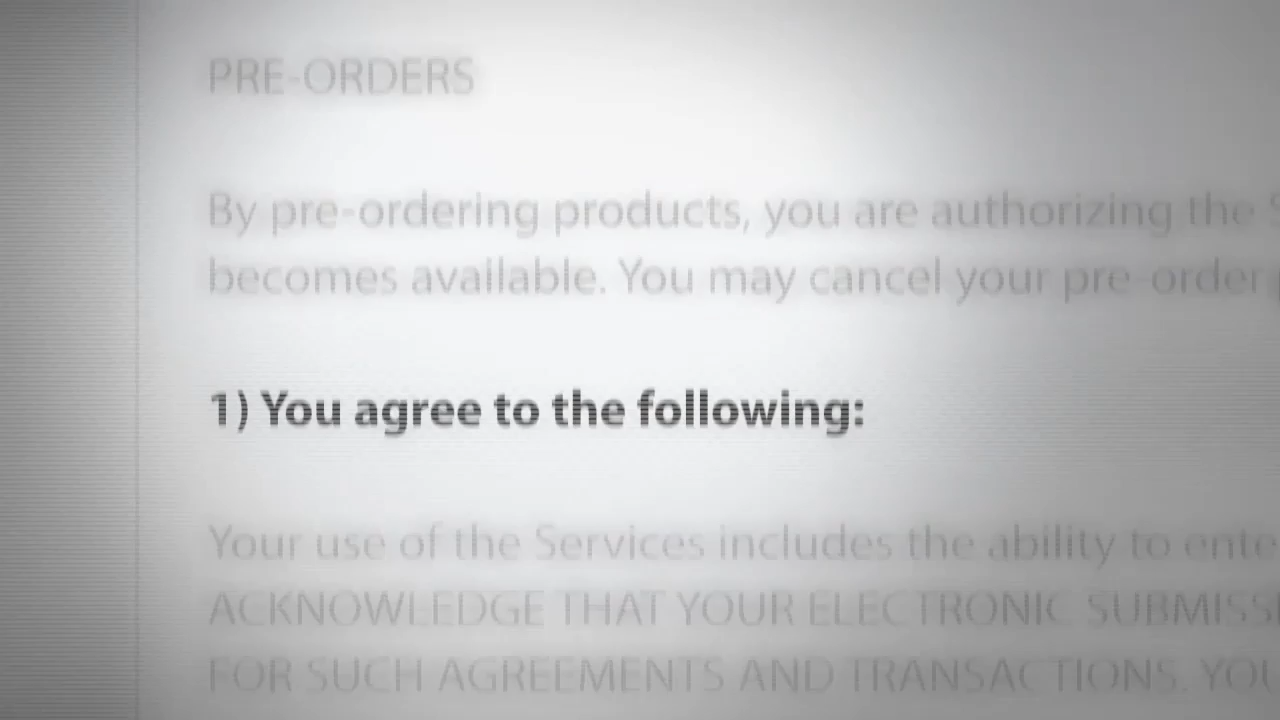 PRE-ORDERS
By pre-ordering products, you are authorizing the
becomes available. You may cancel your pre-order
1) You agree to the following:
Your use of the Services includes the ability to
ACKNOWLEDGE THAT YOUR ELECTRONIC
FOR SUCH AGREEMENTS AND TRANSACTIONS.